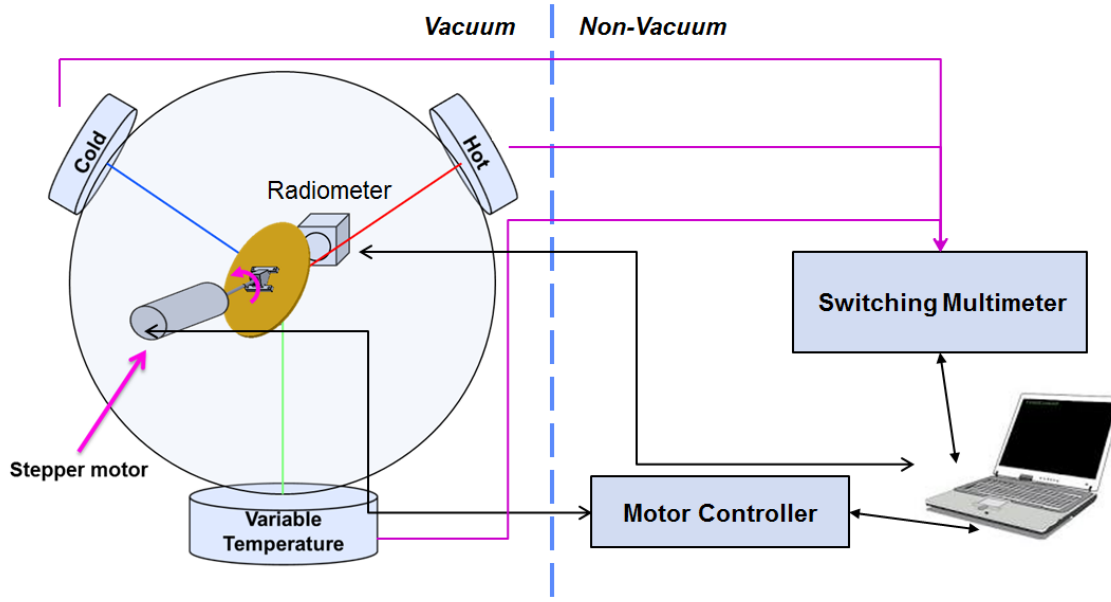 Vacuum
Non-Vacuum
Cold
Hot
Radiometer
Switching Multimeter
Stepper motor
Variable
Temperature
Motor Controller